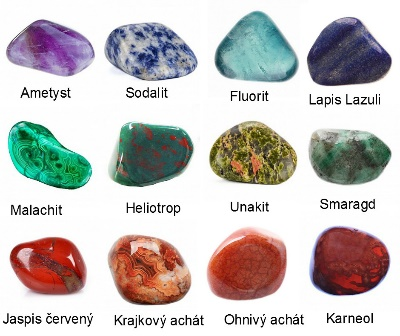 Ametyst
Sodalit
Fluorit
Lapis Lazuli
Malachit
Heliotrop
Unakit
Smaragd
Jaspis červený
Krajkový achát
Ohnivý achát
Karneol